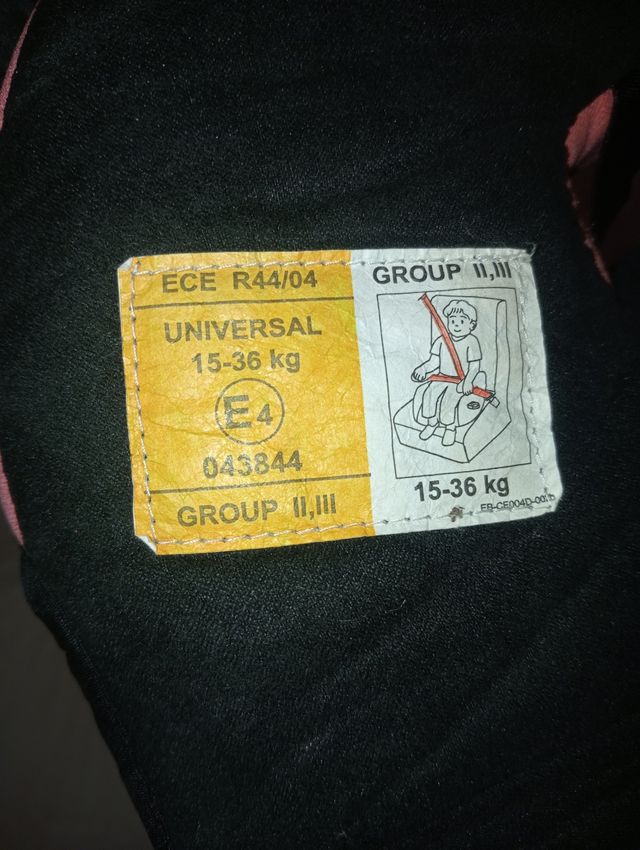 ECE R44/04
UNIVERSAL
15-36 kg
E4
043844
GROUP II,III
GROUP II,III
15-36 kg